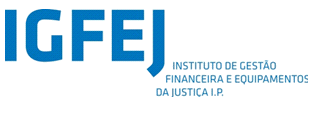 IGFEJ
INSTITUTO DE GESTÃO
FINANCEIRA E EQUIPAMENTOS
DA JUSTIÇA I.P.